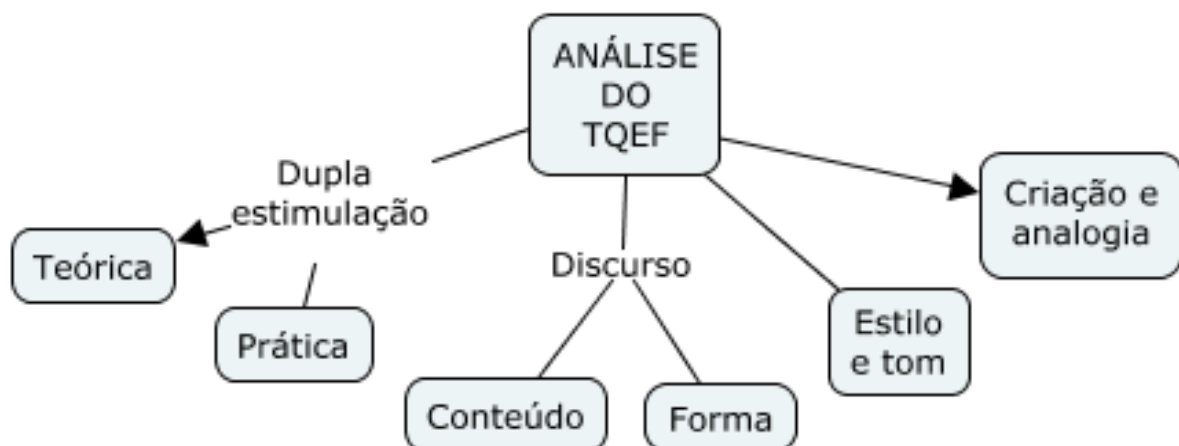 ANÁLISE
DO
TQEF
Dupla
estimulação
Criação e
analogia
Teórica
Discurso
Prática
Estilo
e tom
Conteúdo
Forma